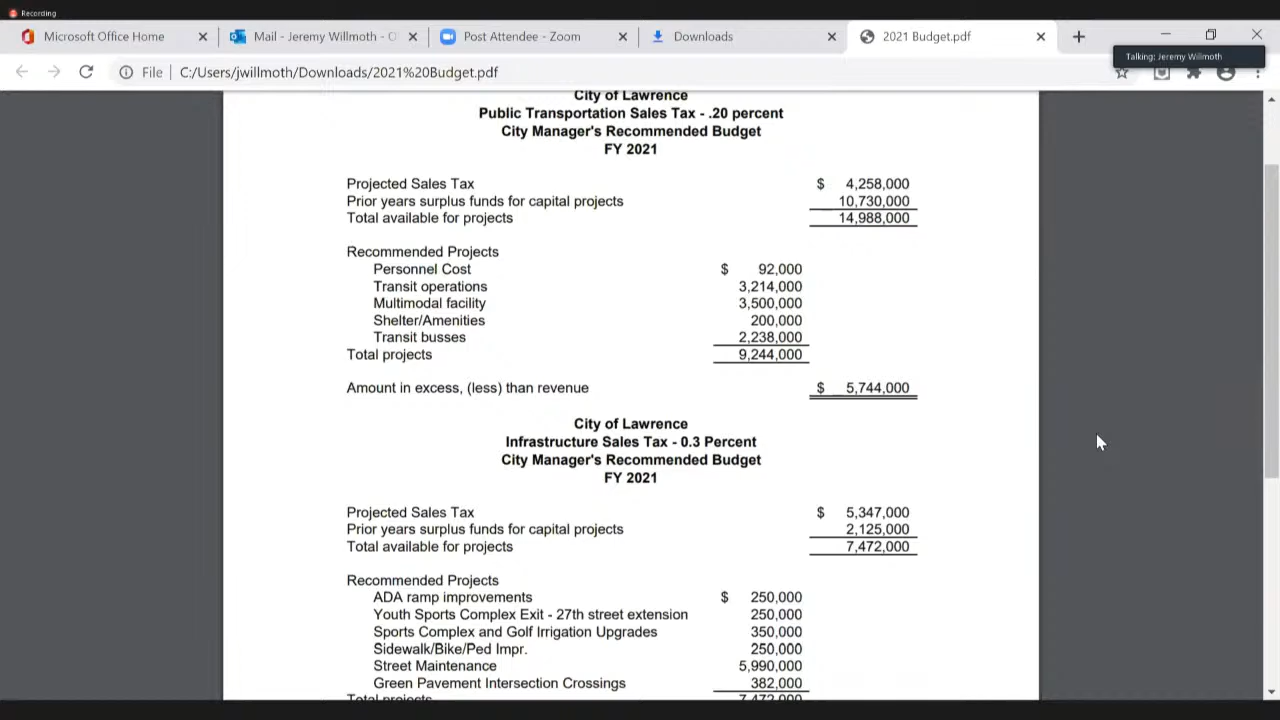 Recording
Microsoft Office Home
Mail - Jeremy Willmoth - O
Post Attendee - Zoom
Downloads
2021 Budget.pdf
Talking: Jeremy Willmoth
File | C:/Users/jwillmoth/Downloads/2021%20Budget.pdf
City of Lawrence
Public Transportation Sales Tax - .20 percent
City Manager's Recommended Budget
FY 2021
Projected Sales Tax $ 4,258,000
Prior years surplus funds for capital projects 10,730,000
Total available for projects 14,988,000
Recommended Projects
Personnel Cost $ 92,000
Transit operations 3,214,000
Multimodal facility 3,500,000
Shelter/Amenities 200,000
Transit busses 2,238,000
Total projects 9,244,000
Amount in excess, (less) than revenue $ 5,744,000
City of Lawrence
Infrastructure Sales Tax - 0.3 Percent
City Manager's Recommended Budget
FY 2021
Projected Sales Tax $ 5,347,000
Prior years surplus funds for capital projects 2,125,000
Total available for projects 7,472,000
Recommended Projects
ADA ramp improvements $ 250,000
Youth Sports Complex Exit - 27th street extension 250,000
Sports Complex and Golf Irrigation Upgrades 350,000
Sidewalk/Bike/Ped Impr. 250,000
Street Maintenance 5,990,000
Green Pavement Intersection Crossings 382,000
Total projects 7,472,000